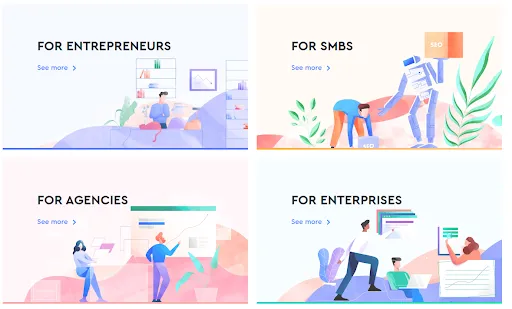 FOR ENTREPRENEURS
See more
FOR SMBS
See more
SEO
SEO
FOR AGENCIES
See more
FOR ENTERPRISES
See more